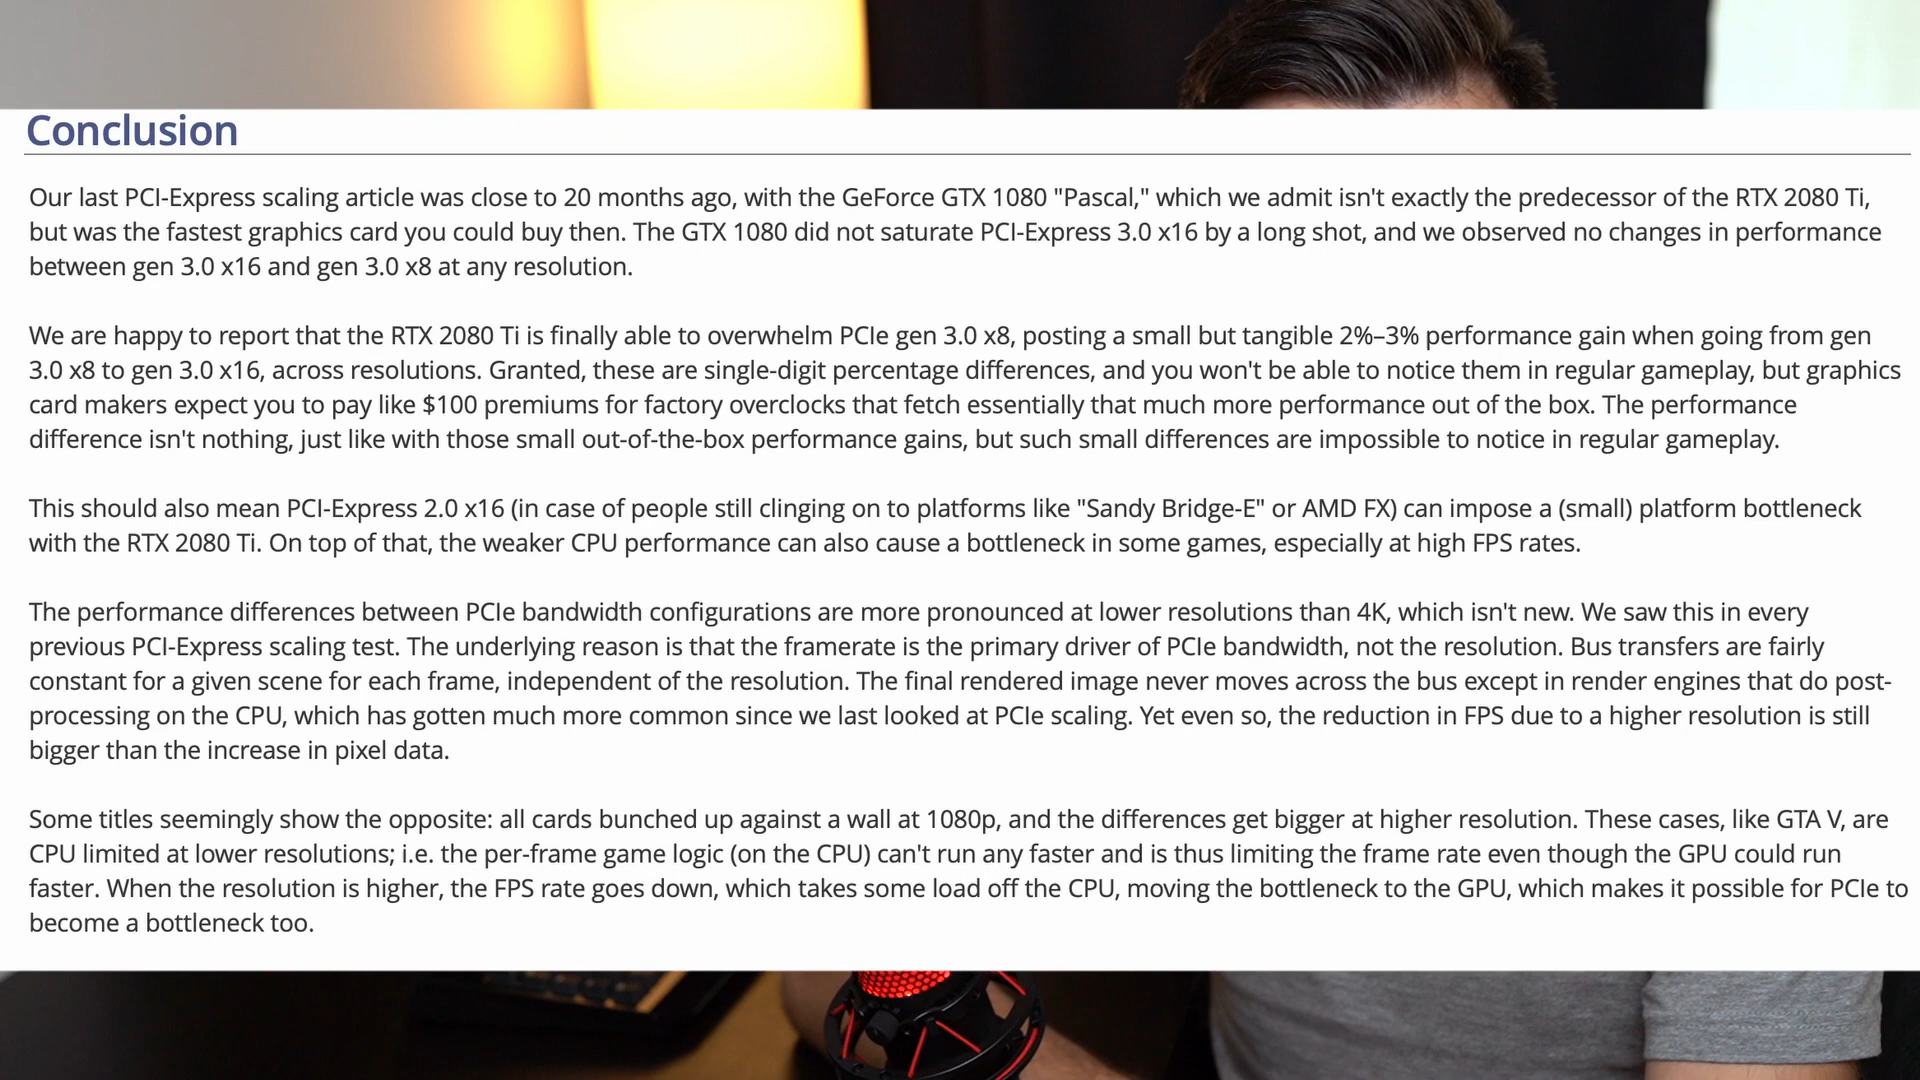 Conclusion
Our last PCI-Express scaling article was close to 20 months ago, with the GeForce GTX 1080 "Pascal," which we admit isn't exactly the predecessor of the RTX 2080 Ti,
but was the fastest graphics card you could buy then. The GTX 1080 did not saturate PCI-Express 3.0 x16 by a long shot, and we observed no changes in performance
between gen 3.0 x16 and gen 3.0 x8 at any resolution.
We are happy to report that the RTX 2080 Ti is finally able to overwhelm PCIe gen 3.0 x8, posting a small but tangible 2%–3% performance gain when going from gen
3.0 x8 to gen 3.0 x16, across resolutions. Granted, these are single-digit percentage differences, and you won't be able to notice them in regular gameplay, but graphics
card makers expect you to pay like $100 premiums for factory overclocks that fetch essentially that much more performance out of the box. The performance
difference isn't nothing, just like with those small out-of-the-box performance gains, but such small differences are impossible to notice in regular gameplay.
This should also mean PCI-Express 2.0 x16 (in case of people still clinging on to platforms like "Sandy Bridge-E" or AMD FX) can impose a (small) platform bottleneck
with the RTX 2080 Ti. On top of that, the weaker CPU performance can also cause a bottleneck in some games, especially at high FPS rates.
The performance differences between PCIe bandwidth configurations are more pronounced at lower resolutions than 4K, which isn't new. We saw this in every
previous PCI-Express scaling test. The underlying reason is that the framerate is the primary driver of PCIe bandwidth, not the resolution. Bus transfers are fairly
constant for a given scene for each frame, independent of the resolution. The final rendered image never moves across the bus except in render engines that do post-
processing on the CPU, which has gotten much more common since we last looked at PCIe scaling. Yet even so, the reduction in FPS due to a higher resolution is still
bigger than the increase in pixel data.
Some titles seemingly show the opposite: all cards bunched up against a wall at 1080p, and the differences get bigger at higher resolution. These cases, like GTA V, are
CPU limited at lower resolutions; i.e. the per-frame game logic (on the CPU) can't run any faster and is thus limiting the frame rate even though the GPU could run
faster. When the resolution is higher, the FPS rate goes down, which takes some load off the CPU, moving the bottleneck to the GPU, which makes it possible for PCIe to
become a bottleneck too.